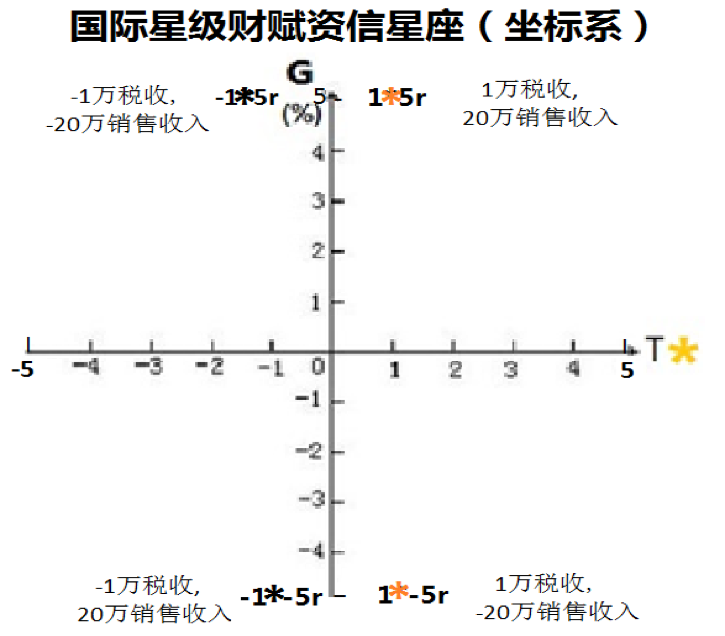 国际星级财赋资信星座（坐标系）
G
(%)
-1万税收,
-20万销售收入
-1*5r
5
1*5r
1万税收,
20万销售收入
4
3
2
1
-5 -4 -3 -2 -1 0 1 2 3 4 5 T*
-1
-2
-3
-4
-1万税收,
20万销售收入
-1*-5r
1*-5r
1万税收,
-20万销售收入